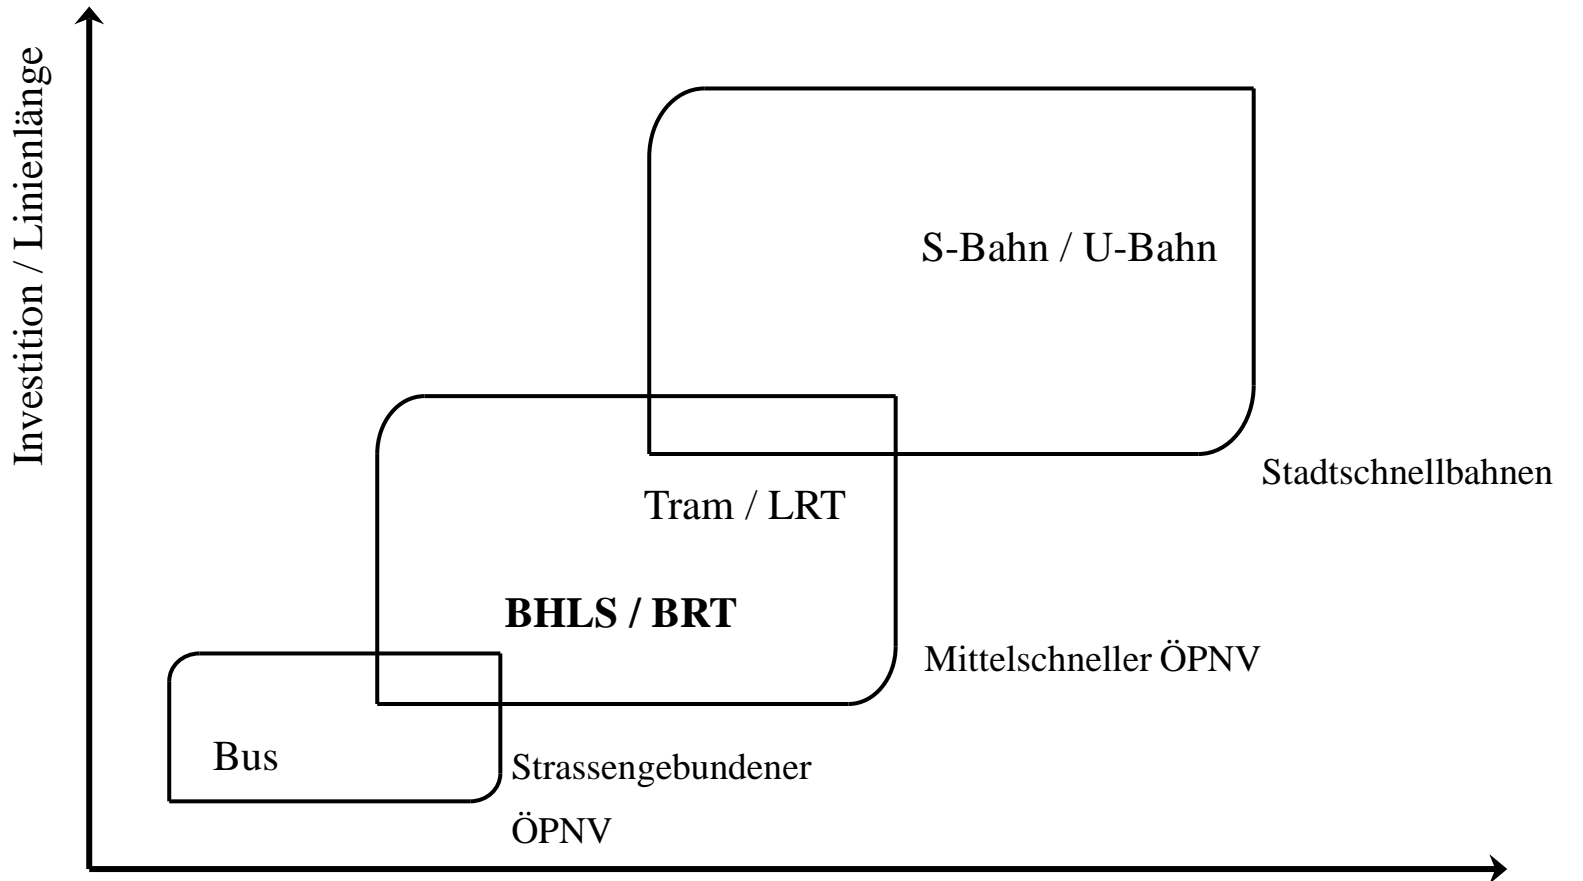 Investition / Linienlänge
S-Bahn / U-Bahn
Stadtschnellbahnen
Tram / LRT
BHLS / BRT
Mittelschneller ÖPNV
Bus
Strassengebundener
ÖPNV